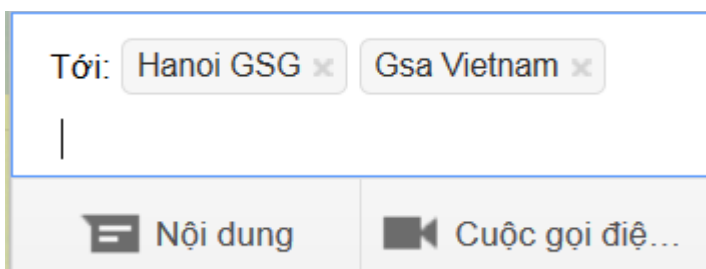 Tới: Hanoi GSG × Gsa Vietnam ×
Nội dung Cuộc gọi điệ...